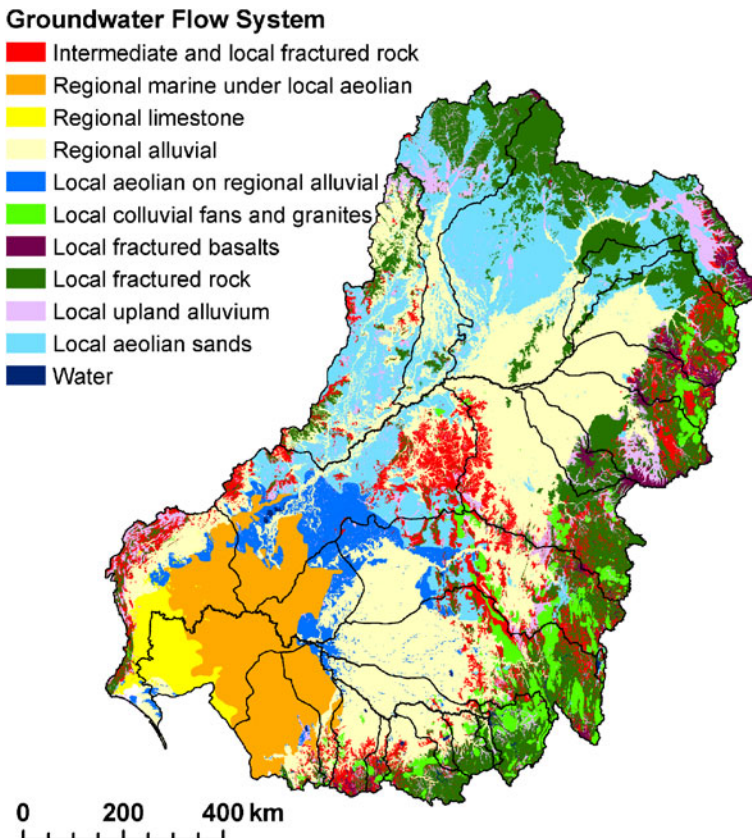 Groundwater Flow System
Intermediate and local fractured rock
Regional marine under local aeolian
Regional limestone
Regional alluvial
Local aeolian on regional alluvial
Local colluvial fans and granites
Local fractured basalts
Local fractured rock
Local upland alluvium
Local aeolian sands
Water
0 200 400 km